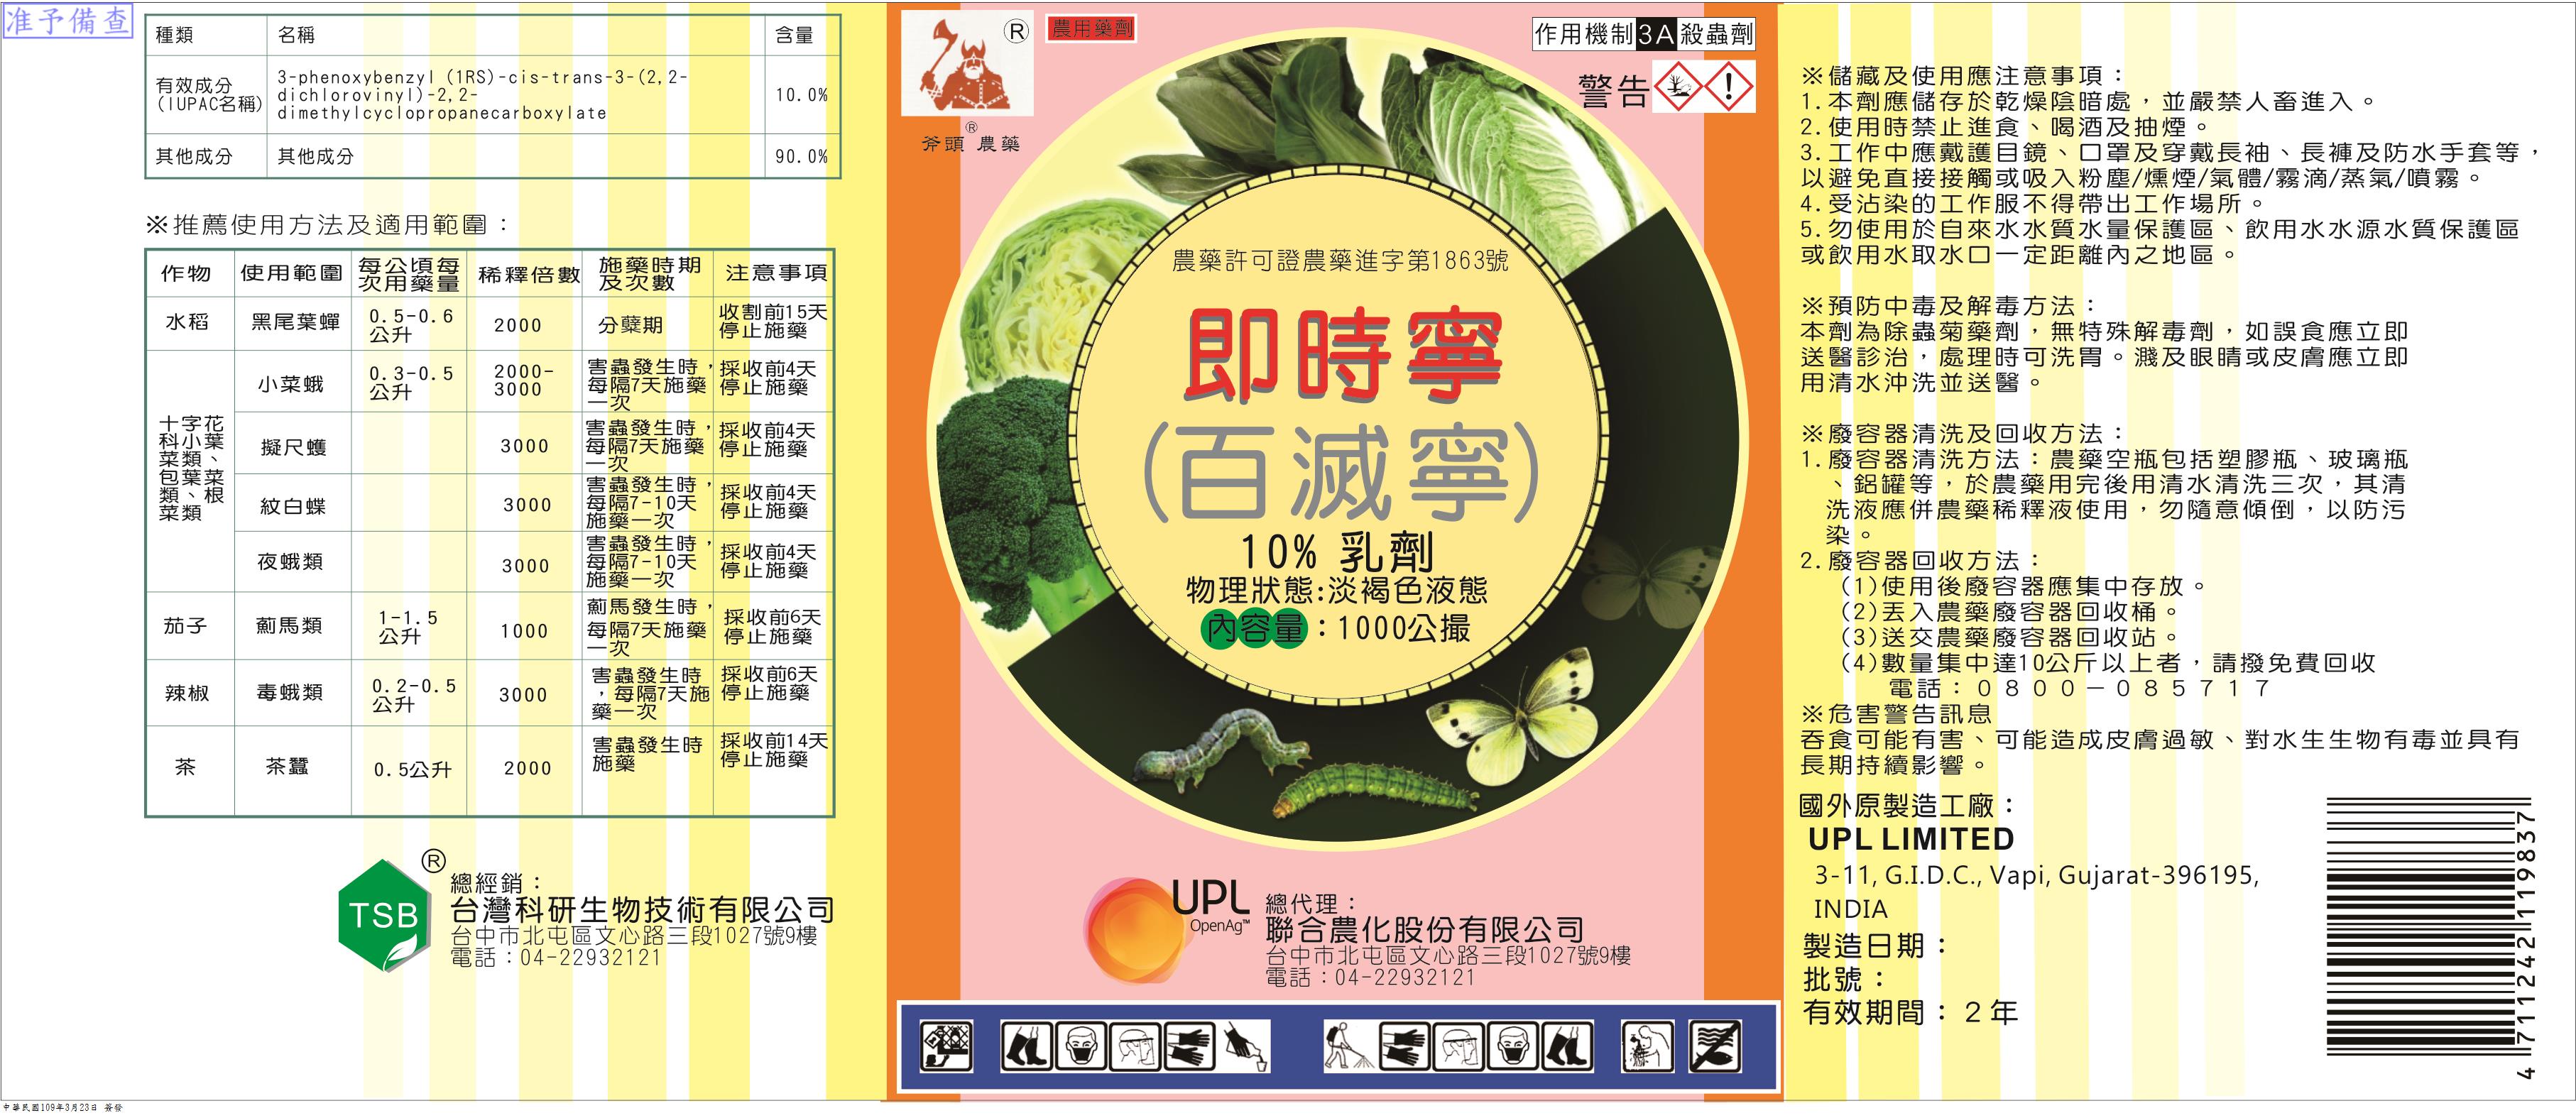 准予備查
種類 名稱 含量
有效成分
(IUPAC名稱)
3-phenoxybenzyl (1RS)-cis-trans-3-(2,2-
dichlorovinyl)-2,2-
dimethylcyclopropanecarboxylate
10.0%
其他成分 其他成分 90.0%
※推薦使用方法及適用範圍：
作物 使用範圍 每公頃每次用藥量 稀釋倍數 施藥時期及次數 注意事項
水稻 黑尾葉蟬 0.5-0.6公升 2000 分蘗期 收割前15天停止施藥
十字花科小葉菜類、包葉菜類、根菜類
小菜蛾 0.3-0.5公升 2000-3000 害蟲發生時，每隔7天施藥一次 採收前4天停止施藥
擬尺蠖 3000 害蟲發生時，每隔7天施藥一次 採收前4天停止施藥
紋白蝶 3000 害蟲發生時，每隔7-10天施藥一次 採收前4天停止施藥
夜蛾類 3000 害蟲發生時，每隔7-10天施藥一次 採收前4天停止施藥
茄子 薊馬類 1-1.5公升 1000 薊馬發生時，每隔7天施藥一次 採收前6天停止施藥
辣椒 毒蛾類 0.2-0.5公升 3000 害蟲發生時，每隔7天施藥一次 採收前6天停止施藥
茶 茶蠶 0.5公升 2000 害蟲發生時施藥 採收前14天停止施藥
TSB
®
總經銷：
台灣科研生物技術有限公司
台中市北屯區文心路三段1027號9樓
電話：04-22932121
中華民國109年3月23日 簽發
®
農用藥劑
斧頭®農藥
作用機制3A殺蟲劑
警告
農藥許可證農藥進字第1863號
即時寧
(百滅寧)
10% 乳劑
物理狀態:淡褐色液態
內容量：1000公撮
UPL
OpenAg™
總代理：
聯合農化股份有限公司
台中市北屯區文心路三段1027號9樓
電話：04-22932121
※儲藏及使用應注意事項：
1.本劑應儲存於乾燥陰暗處，並嚴禁人畜進入。
2.使用時禁止進食、喝酒及抽煙。
3.工作中應戴護目鏡、口罩及穿戴長袖、長褲及防水手套等，
以避免直接接觸或吸入粉塵/燻煙/氣體/霧滴/蒸氣/噴霧。
4.受沾染的工作服不得帶出工作場所。
5.勿使用於自來水水質水量保護區、飲用水水源水質保護區
或飲用水取水口一定距離內之地區。
※預防中毒及解毒方法：
本劑為除蟲菊藥劑，無特殊解毒劑，如誤食應立即
送醫診治，處理時可洗胃。濺及眼睛或皮膚應立即
用清水沖洗並送醫。
※廢容器清洗及回收方法：
1.廢容器清洗方法：農藥空瓶包括塑膠瓶、玻璃瓶
、鋁罐等，於農藥用完後用清水清洗三次，其清
洗液應併農藥稀釋液使用，勿隨意傾倒，以防污
染。
2.廢容器回收方法：
(1)使用後廢容器應集中存放。
(2)丟入農藥廢容器回收桶。
(3)送交農藥廢容器回收站。
(4)數量集中達10公斤以上者，請撥免費回收
電話：０８００－０８５７１７
※危害警告訊息
吞食可能有害、可能造成皮膚過敏、對水生生物有毒並具有
長期持續影響。
國外原製造工廠：
UPL LIMITED
3-11, G.I.D.C., Vapi, Gujarat-396195,
INDIA
製造日期：
批號：
有效期間：２年
4 711242 119837